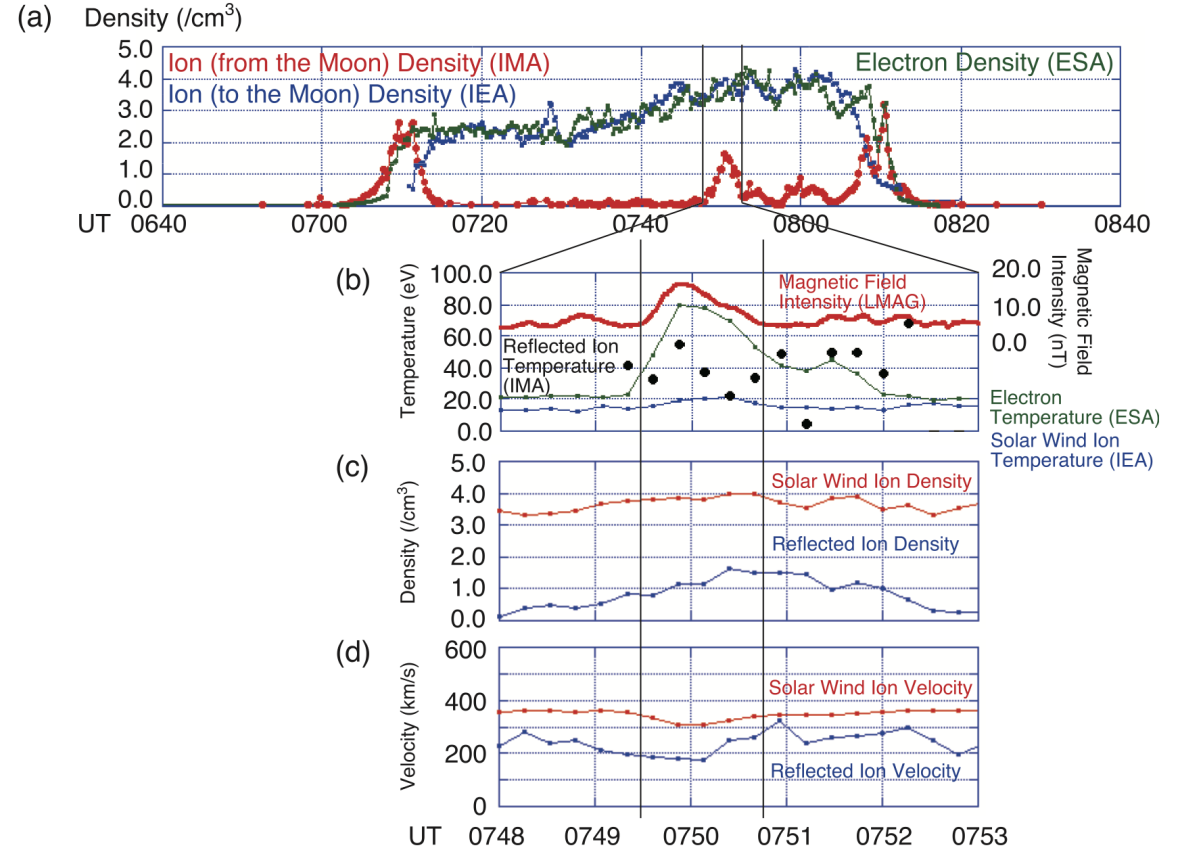 (a) Density (/cm³)
5.0
4.0
3.0
2.0
1.0
0.0
Ion (from the Moon) Density (IMA)
Ion (to the Moon) Density (IEA)
Electron Density (ESA)
UT 0640 0700 0720 0740 0800 0820 0840
(b)
Temperature (eV)
100.0
80.0
60.0
40.0
20.0
0.0
Magnetic Field
Intensity (LMAG)
Reflected Ion
Temperature
(IMA)
20.0
10.0
0.0
Magnetic Field
Intensity (nT)
Electron
Temperature (ESA)
Solar Wind Ion
Temperature (IEA)
(c)
Density (/cm³)
5.0
4.0
3.0
2.0
1.0
0.0
Solar Wind Ion Density
Reflected Ion Density
(d)
Velocity (km/s)
600
400
200
0
Solar Wind Ion Velocity
Reflected Ion Velocity
UT 0748 0749 0750 0751 0752 0753